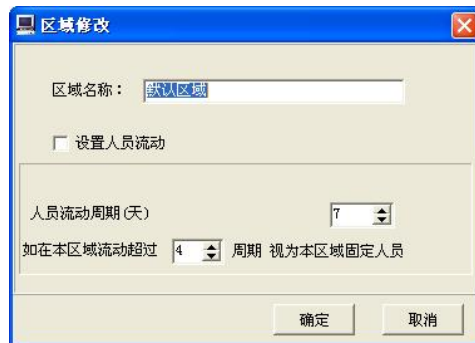 区域修改
区域名称： 默认区域
设置人员流动
人员流动周期(天) 7
如在本区域流动超过 4 周期 视为本区域固定人员
确定 取消